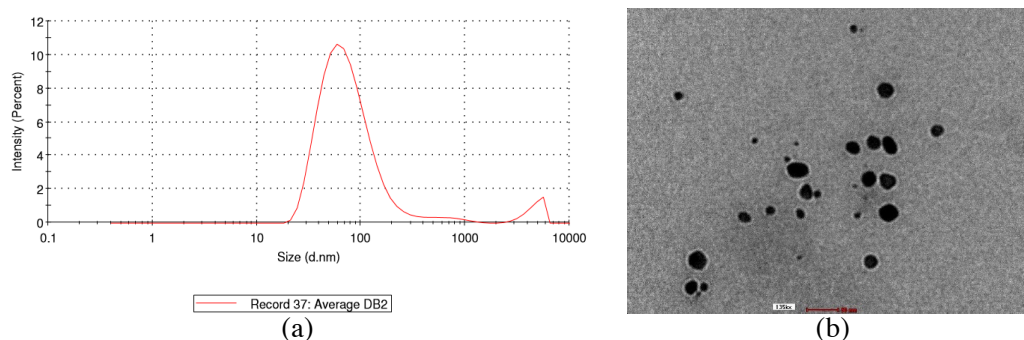 12
10
8
6
4
2
0
0.1 1 10 100 1000 10000
Intensity (Percent)
Size (d.nm)
Record 37: Average DB2
(a)
(b)